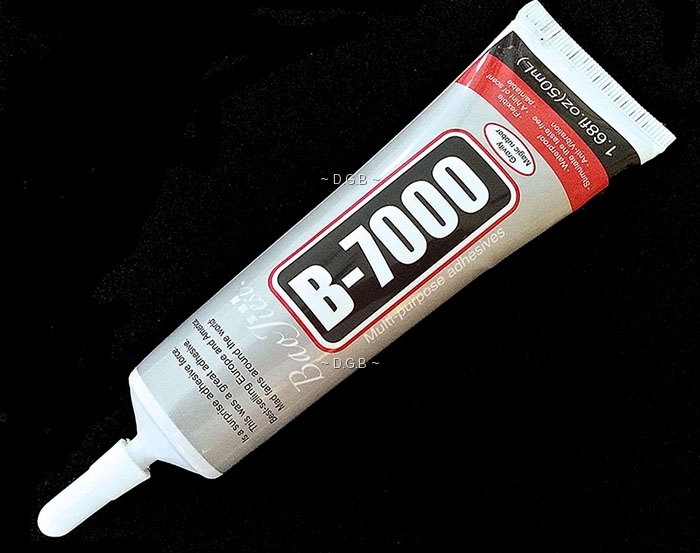 1.68fl.oz(50mL)
·Flexible
·A hint of scent
·paintable
·Waterproof
·Stimulate the taste-free
·Anti-Vibration
Gravity
Magic rubber
B-7000
Multi-purpose adhesives
Is a surprise adhesive force.
This was a great adhesive.
Best-selling Europe and America
Mad fans around the world
~ D.G.B ~
~ D.G.B ~